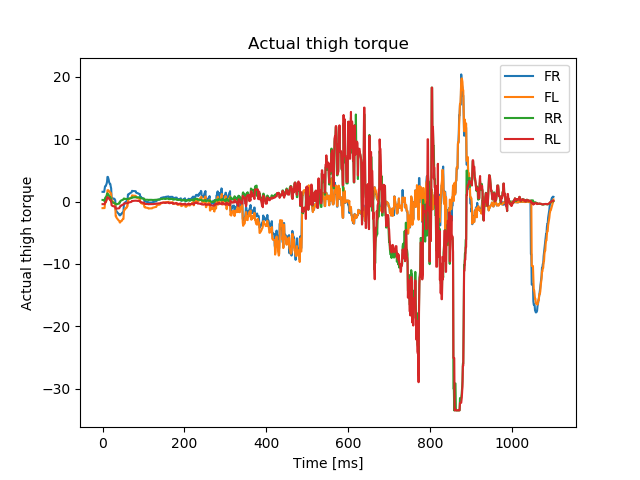 Actual thigh torque
FR
FL
RR
RL
Actual thigh torque
20
10
0
−10
−20
−30
0
200
400
600
800
1000
Time [ms]